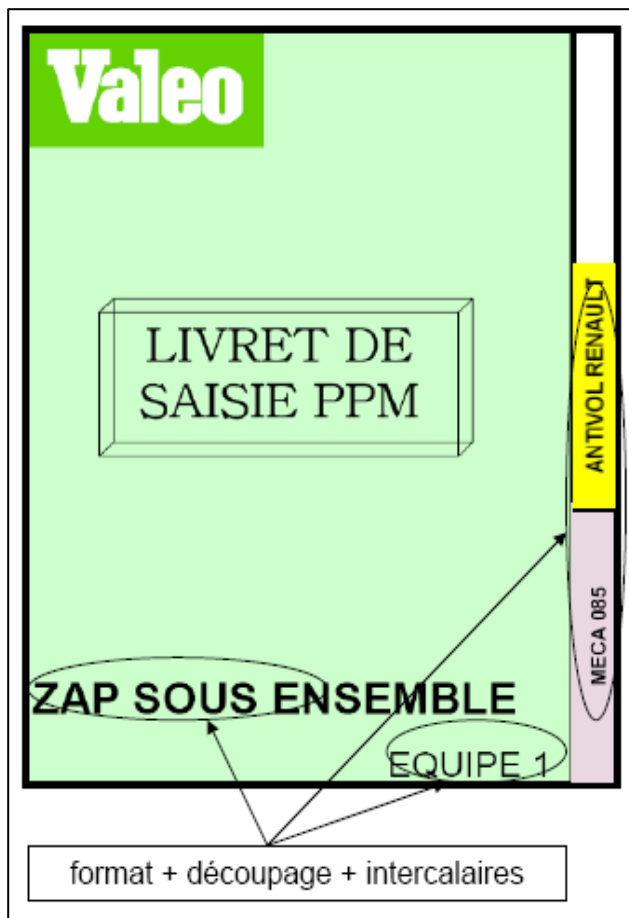 Valeo
LIVRET DE
SAISIE PPM
ANTIVOL RENAULT
MECA 085
ZAP SOUS ENSEMBLE
EQUIPE 1
format + découpage + intercalaires